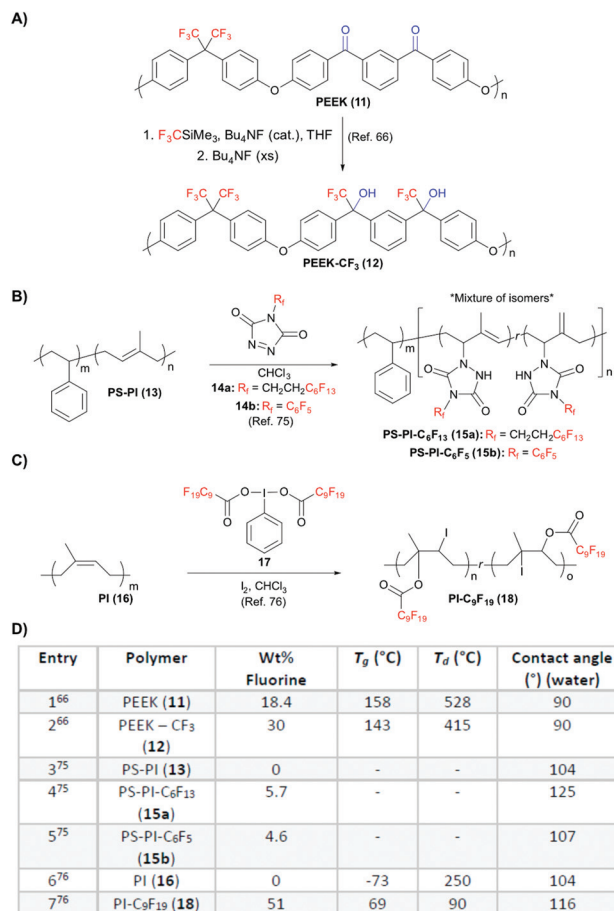 A)
F₃C CF₃
O
O
O
O
n
PEEK (11)
1. F₃CSiMe₃, Bu₄NF (cat.), THF
2. Bu₄NF (xs)
(Ref. 66)
F₃C CF₃
F₃C OH
F₃C OH
O
O
n
PEEK-CF₃ (12)
B)
m
n
PS-PI (13)
Rf
O N O
N=N
CHCl₃
14a: Rf = CH₂CH₂C₆F₁₃
14b: Rf = C₆F₅
(Ref. 75)
*Mixture of isomers*
m
r
n
O N NH
N O
Rf
HN N O
O N
Rf
PS-PI-C₆F₁₃ (15a): Rf = CH₂CH₂C₆F₁₃
PS-PI-C₆F₅ (15b): Rf = C₆F₅
C)
m
PI (16)
F₁₉C₉ O I O C₉F₁₉
O O
17
I₂, CHCl₃
(Ref. 76)
I
O
O C₉F₁₉
n r I o
O
O C₉F₁₉
PI-C₉F₁₉ (18)
D)
Entry Polymer Wt% Fluorine Tg (°C) Td (°C) Contact angle (°) (water)
1⁶⁶ PEEK (11) 18.4 158 528 90
2⁶⁶ PEEK – CF₃ (12) 30 143 415 90
3⁷⁵ PS-PI (13) 0 - - 104
4⁷⁵ PS-PI-C₆F₁₃ (15a) 5.7 - - 125
5⁷⁵ PS-PI-C₆F₅ (15b) 4.6 - - 107
6⁷⁶ PI (16) 0 -73 250 104
7⁷⁶ PI-C₉F₁₉ (18) 51 69 90 116